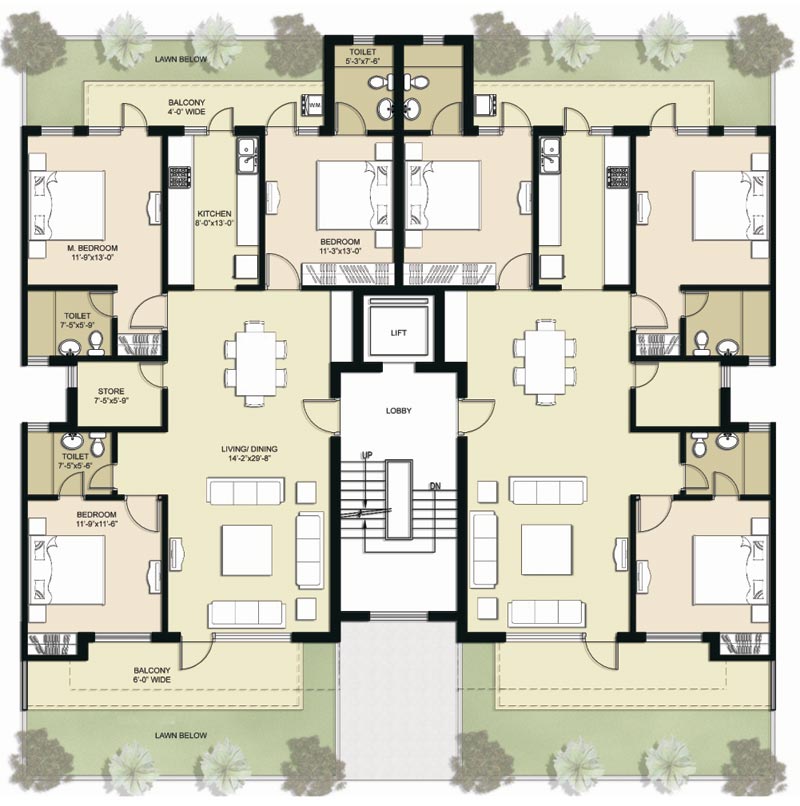 TOILET
5'-3"x7'-6"
LAWN BELOW
BALCONY
4'-0" WIDE
W.M.
KITCHEN
8'-0"x13'-0"
M. BEDROOM
11'-9"x13'-0"
BEDROOM
11'-3"x13'-0"
TOILET
7'-5"x5'-9"
LIFT
STORE
7'-5"x5'-9"
LOBBY
LIVING/ DINING
14'-2"x29'-8"
TOILET
7'-5"x5'-6"
UP
DN
BEDROOM
11'-9"x11'-6"
BALCONY
6'-0" WIDE
LAWN BELOW